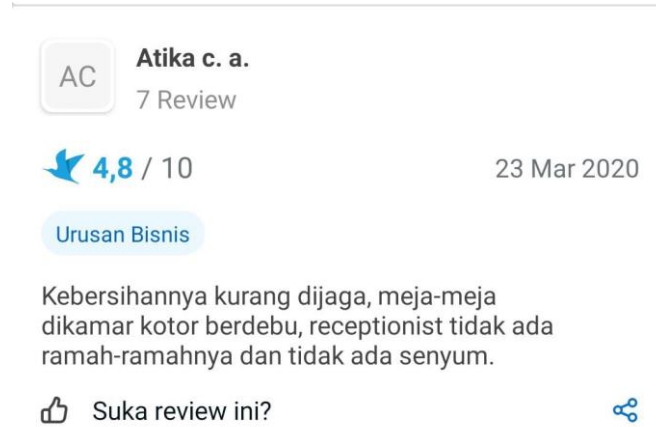 AC
Atika c. a.
7 Review
4,8 / 10
23 Mar 2020
Urusan Bisnis
Kebersihannya kurang dijaga, meja-meja
dikamar kotor berdebu, receptionist tidak ada
ramah-ramahnya dan tidak ada senyum.
Suka review ini?